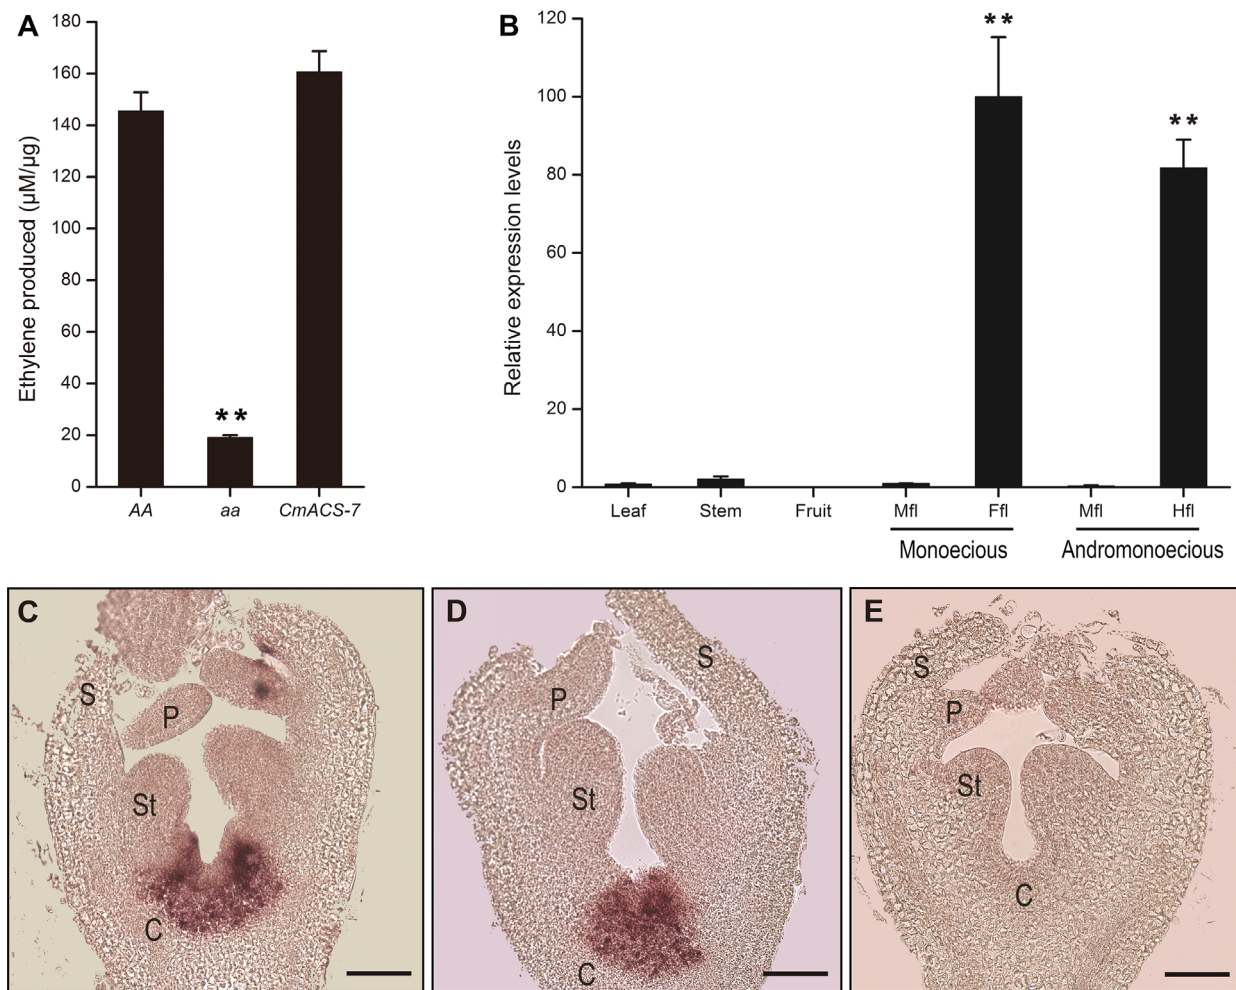 A
Ethylene produced (µM/µg)
180
160
140
120
100
80
60
40
20
0
**
AA aa CmACS-7
B
Relative expression levels
120
100
80
60
40
20
0
**
**
Leaf Stem Fruit Mfl Ffl Mfl Hfl
Monoecious Andromonoecious
C
S
P
St
C
D
S
P
St
C
E
S
P
St
C